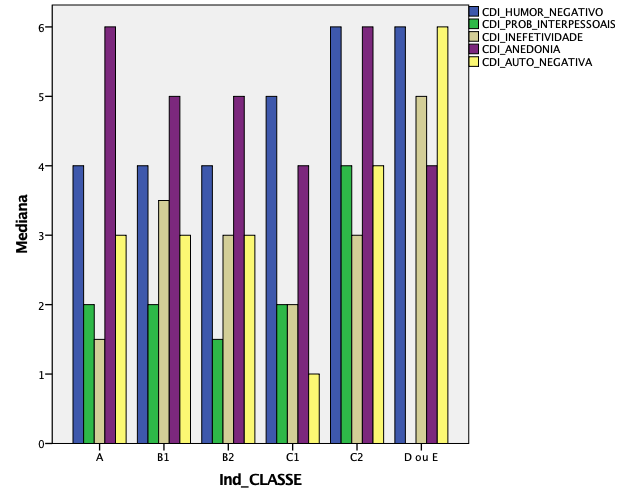 CDI_HUMOR_NEGATIVO
CDI_PROB_INTERPESSOAIS
CDI_INEFETIVIDADE
CDI_ANEDONIA
CDI_AUTO_NEGATIVA
Mediana
6
5
4
3
2
1
0
A B1 B2 C1 C2 D ou E
Ind_CLASSE